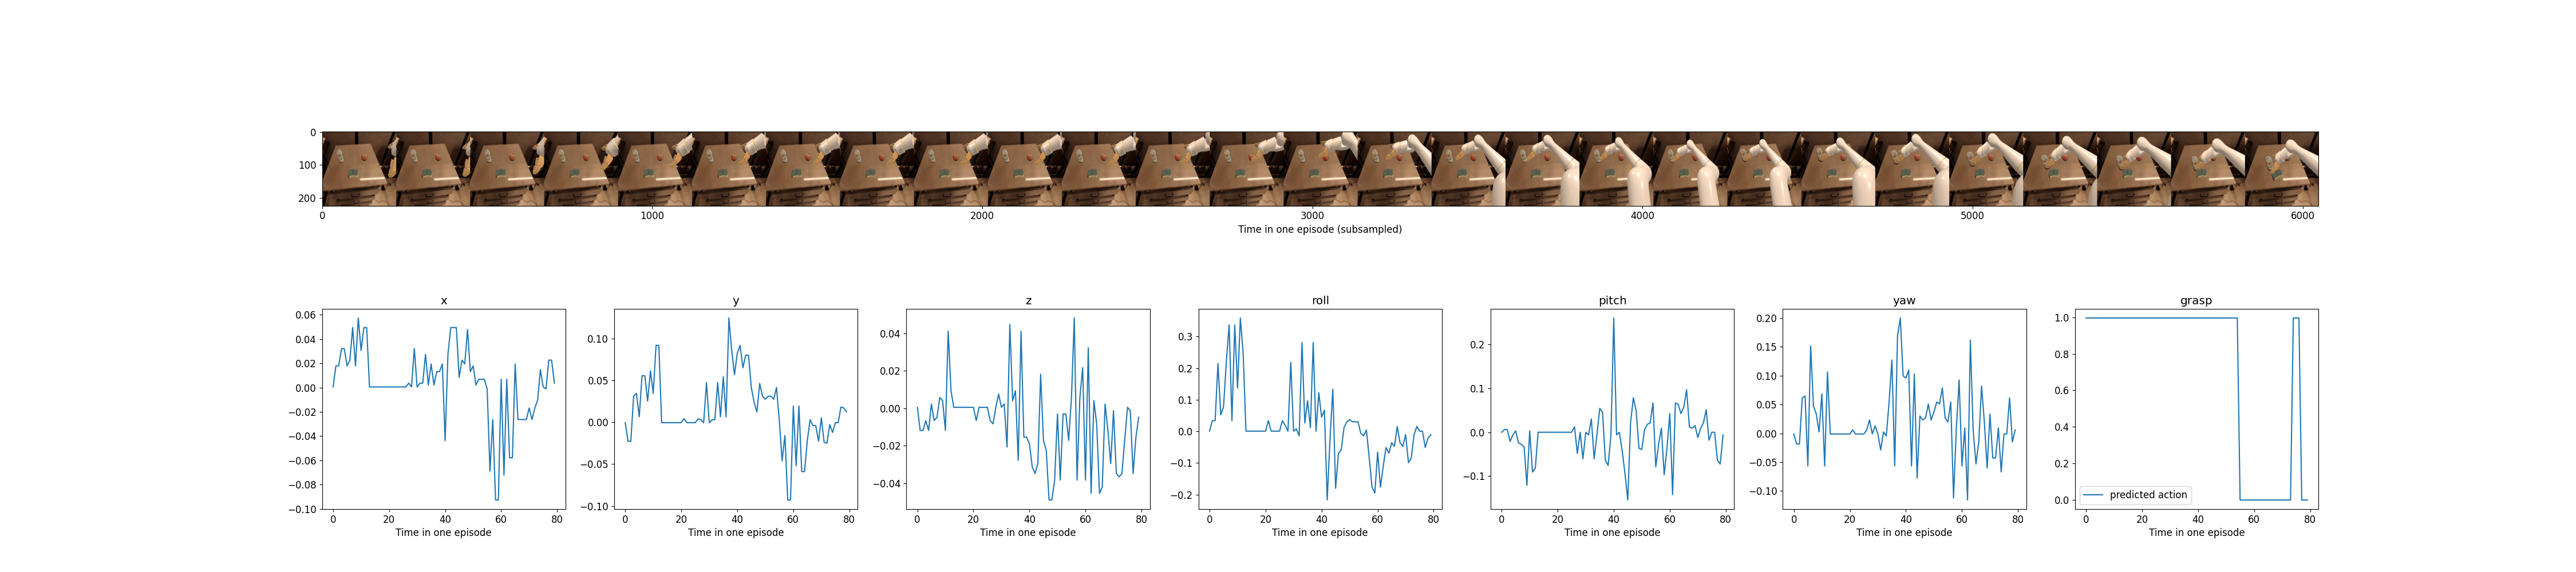 0
100
200
0 1000 2000 3000 4000 5000 6000
Time in one episode (subsampled)
x
0.06
0.04
0.02
0.00
−0.02
−0.04
−0.06
−0.08
−0.10
0 20 40 60 80
Time in one episode
y
0.10
0.05
0.00
−0.05
−0.10
0 20 40 60 80
Time in one episode
z
0.04
0.02
0.00
−0.02
−0.04
0 20 40 60 80
Time in one episode
roll
0.3
0.2
0.1
0.0
−0.1
−0.2
0 20 40 60 80
Time in one episode
pitch
0.2
0.1
0.0
−0.1
0 20 40 60 80
Time in one episode
yaw
0.20
0.15
0.10
0.05
0.00
−0.05
−0.10
0 20 40 60 80
Time in one episode
grasp
1.0
0.8
0.6
0.4
0.2
0.0
predicted action
0 20 40 60 80
Time in one episode